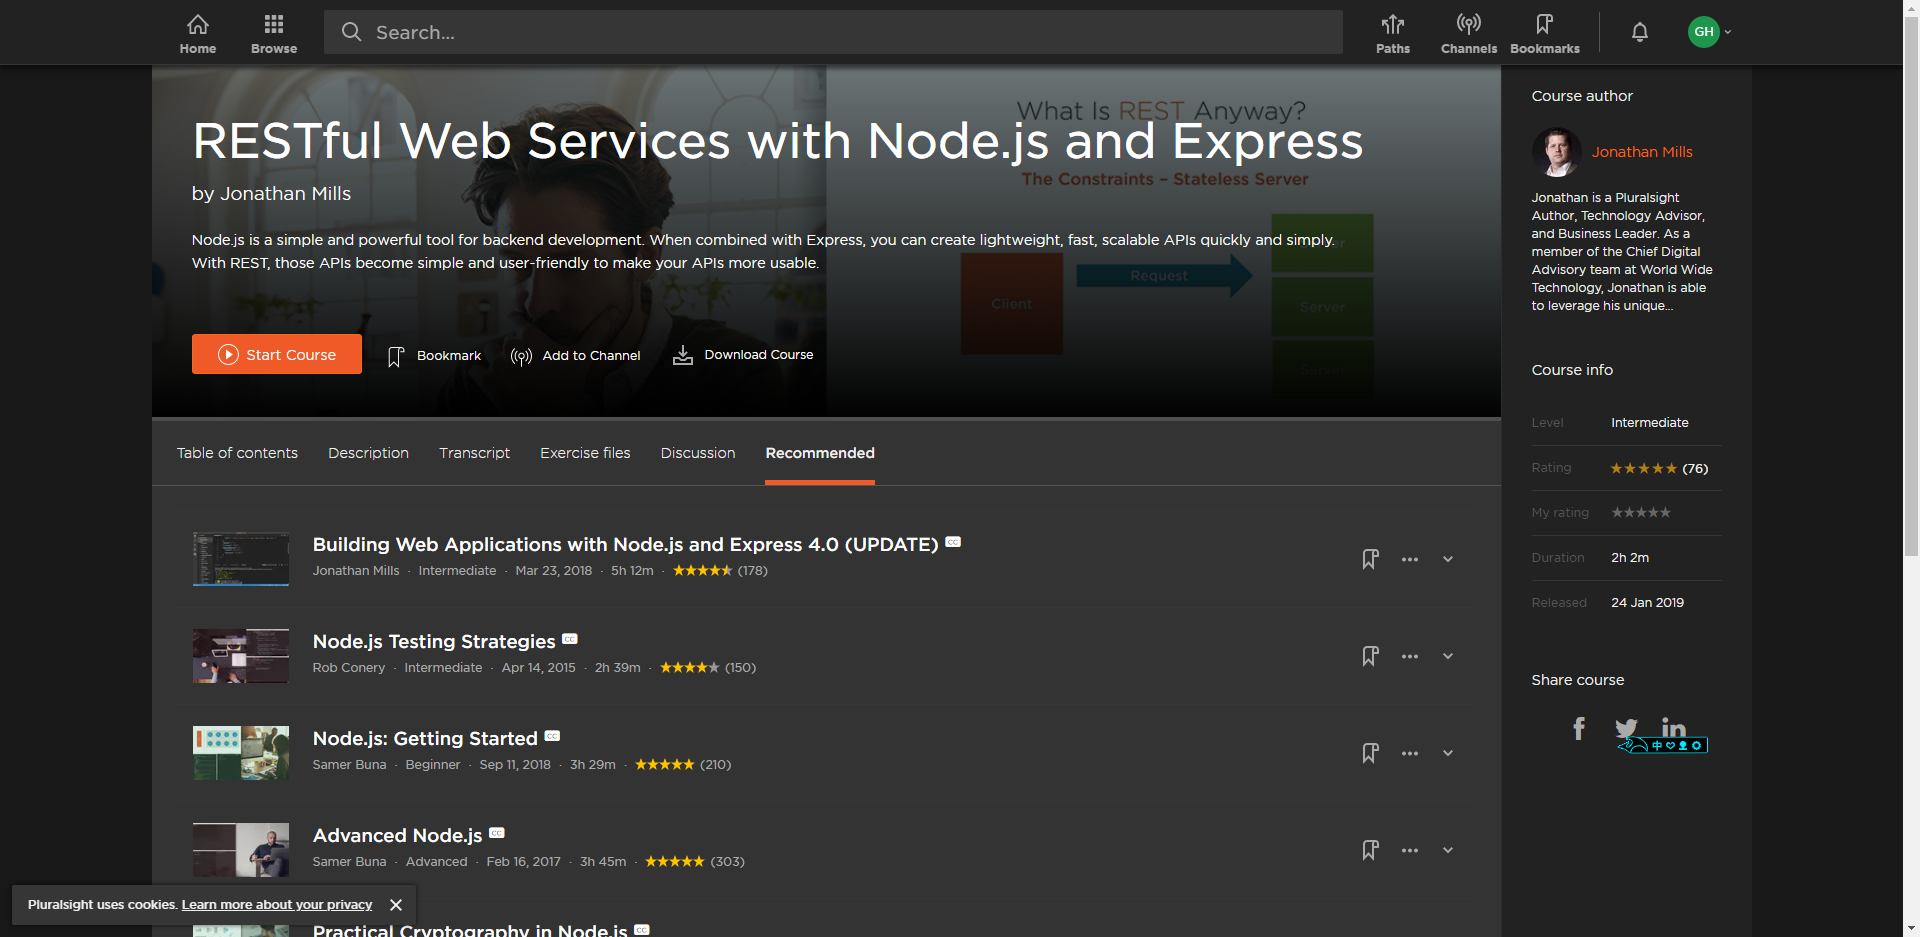 Home
Browse
Search...
Paths
Channels
Bookmarks
GH
What Is REST Anyway?
RESTful Web Services with Node.js and Express
The Constraints – Stateless Server
by Jonathan Mills
Node.js is a simple and powerful tool for backend development. When combined with Express, you can create lightweight, fast, scalable APIs quickly and simply.
With REST, those APIs become simple and user-friendly to make your APIs more usable.
Client
Request
Server
Server
Start Course
Bookmark
Add to Channel
Download Course
Table of contents
Description
Transcript
Exercise files
Discussion
Recommended
Building Web Applications with Node.js and Express 4.0 (UPDATE) CC
Jonathan Mills · Intermediate · Mar 23, 2018 · 5h 12m · (178)
Node.js Testing Strategies CC
Rob Conery · Intermediate · Apr 14, 2015 · 2h 39m · (150)
Node.js: Getting Started CC
Samer Buna · Beginner · Sep 11, 2018 · 3h 29m · (210)
Advanced Node.js CC
Samer Buna · Advanced · Feb 16, 2017 · 3h 45m · (303)
Practical Cryptography in Node.js CC
Pluralsight uses cookies. Learn more about your privacy
Course author
Jonathan Mills
Jonathan is a Pluralsight
Author, Technology Advisor,
and Business Leader. As a
member of the Chief Digital
Advisory team at World Wide
Technology, Jonathan is able
to leverage his unique...
Course info
Level Intermediate
Rating (76)
My rating
Duration 2h 2m
Released 24 Jan 2019
Share course
f
in
中